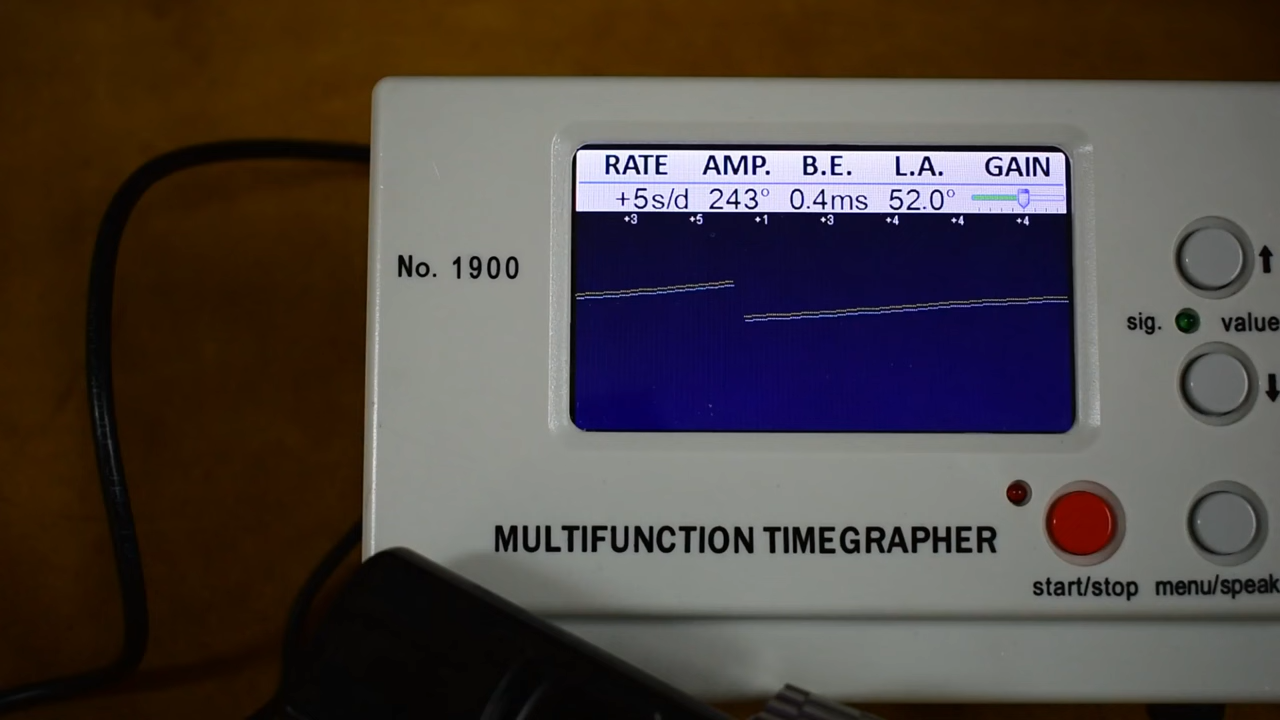 RATE AMP. B.E. L.A. GAIN
+5s/d 243° 0.4ms 52.0°
+3 +5 +1 +3 +4 +4 +4
No. 1900
sig. value
MULTIFUNCTION TIMEGRAPHER
start/stop menu/speak